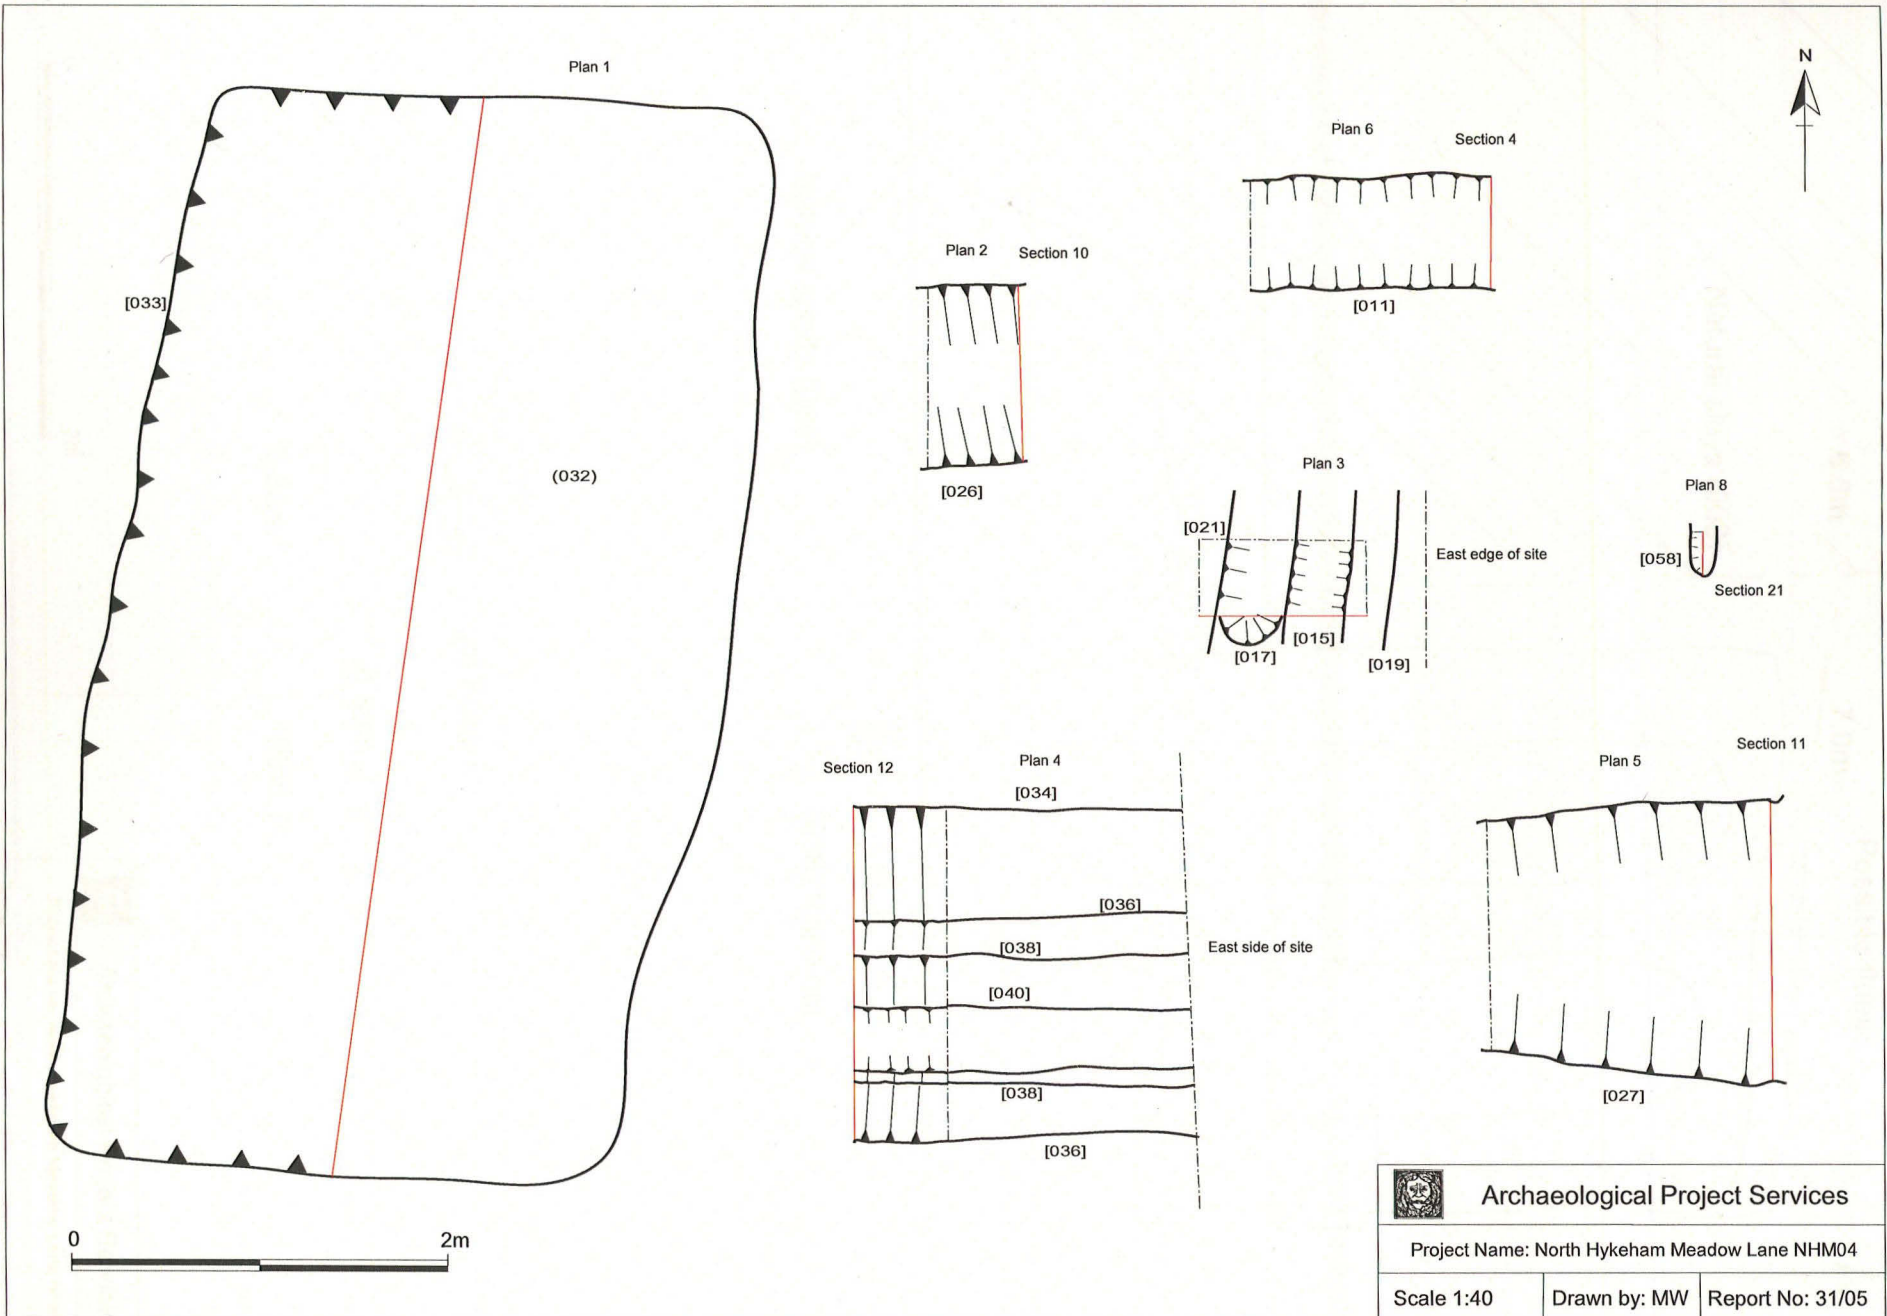 Plan 1
N
Plan 6
Section 4
[011]
Plan 2
Section 10
[026]
[033]
(032)
Plan 3
[021]
East edge of site
[017]
[015]
[019]
Plan 8
[058]
Section 21
Section 12
Plan 4
[034]
[036]
[038]
East side of site
[040]
[038]
[036]
Plan 5
Section 11
[027]
0 2m
Archaeological Project Services
Project Name: North Hykeham Meadow Lane NHM04
Scale 1:40
Drawn by: MW
Report No: 31/05